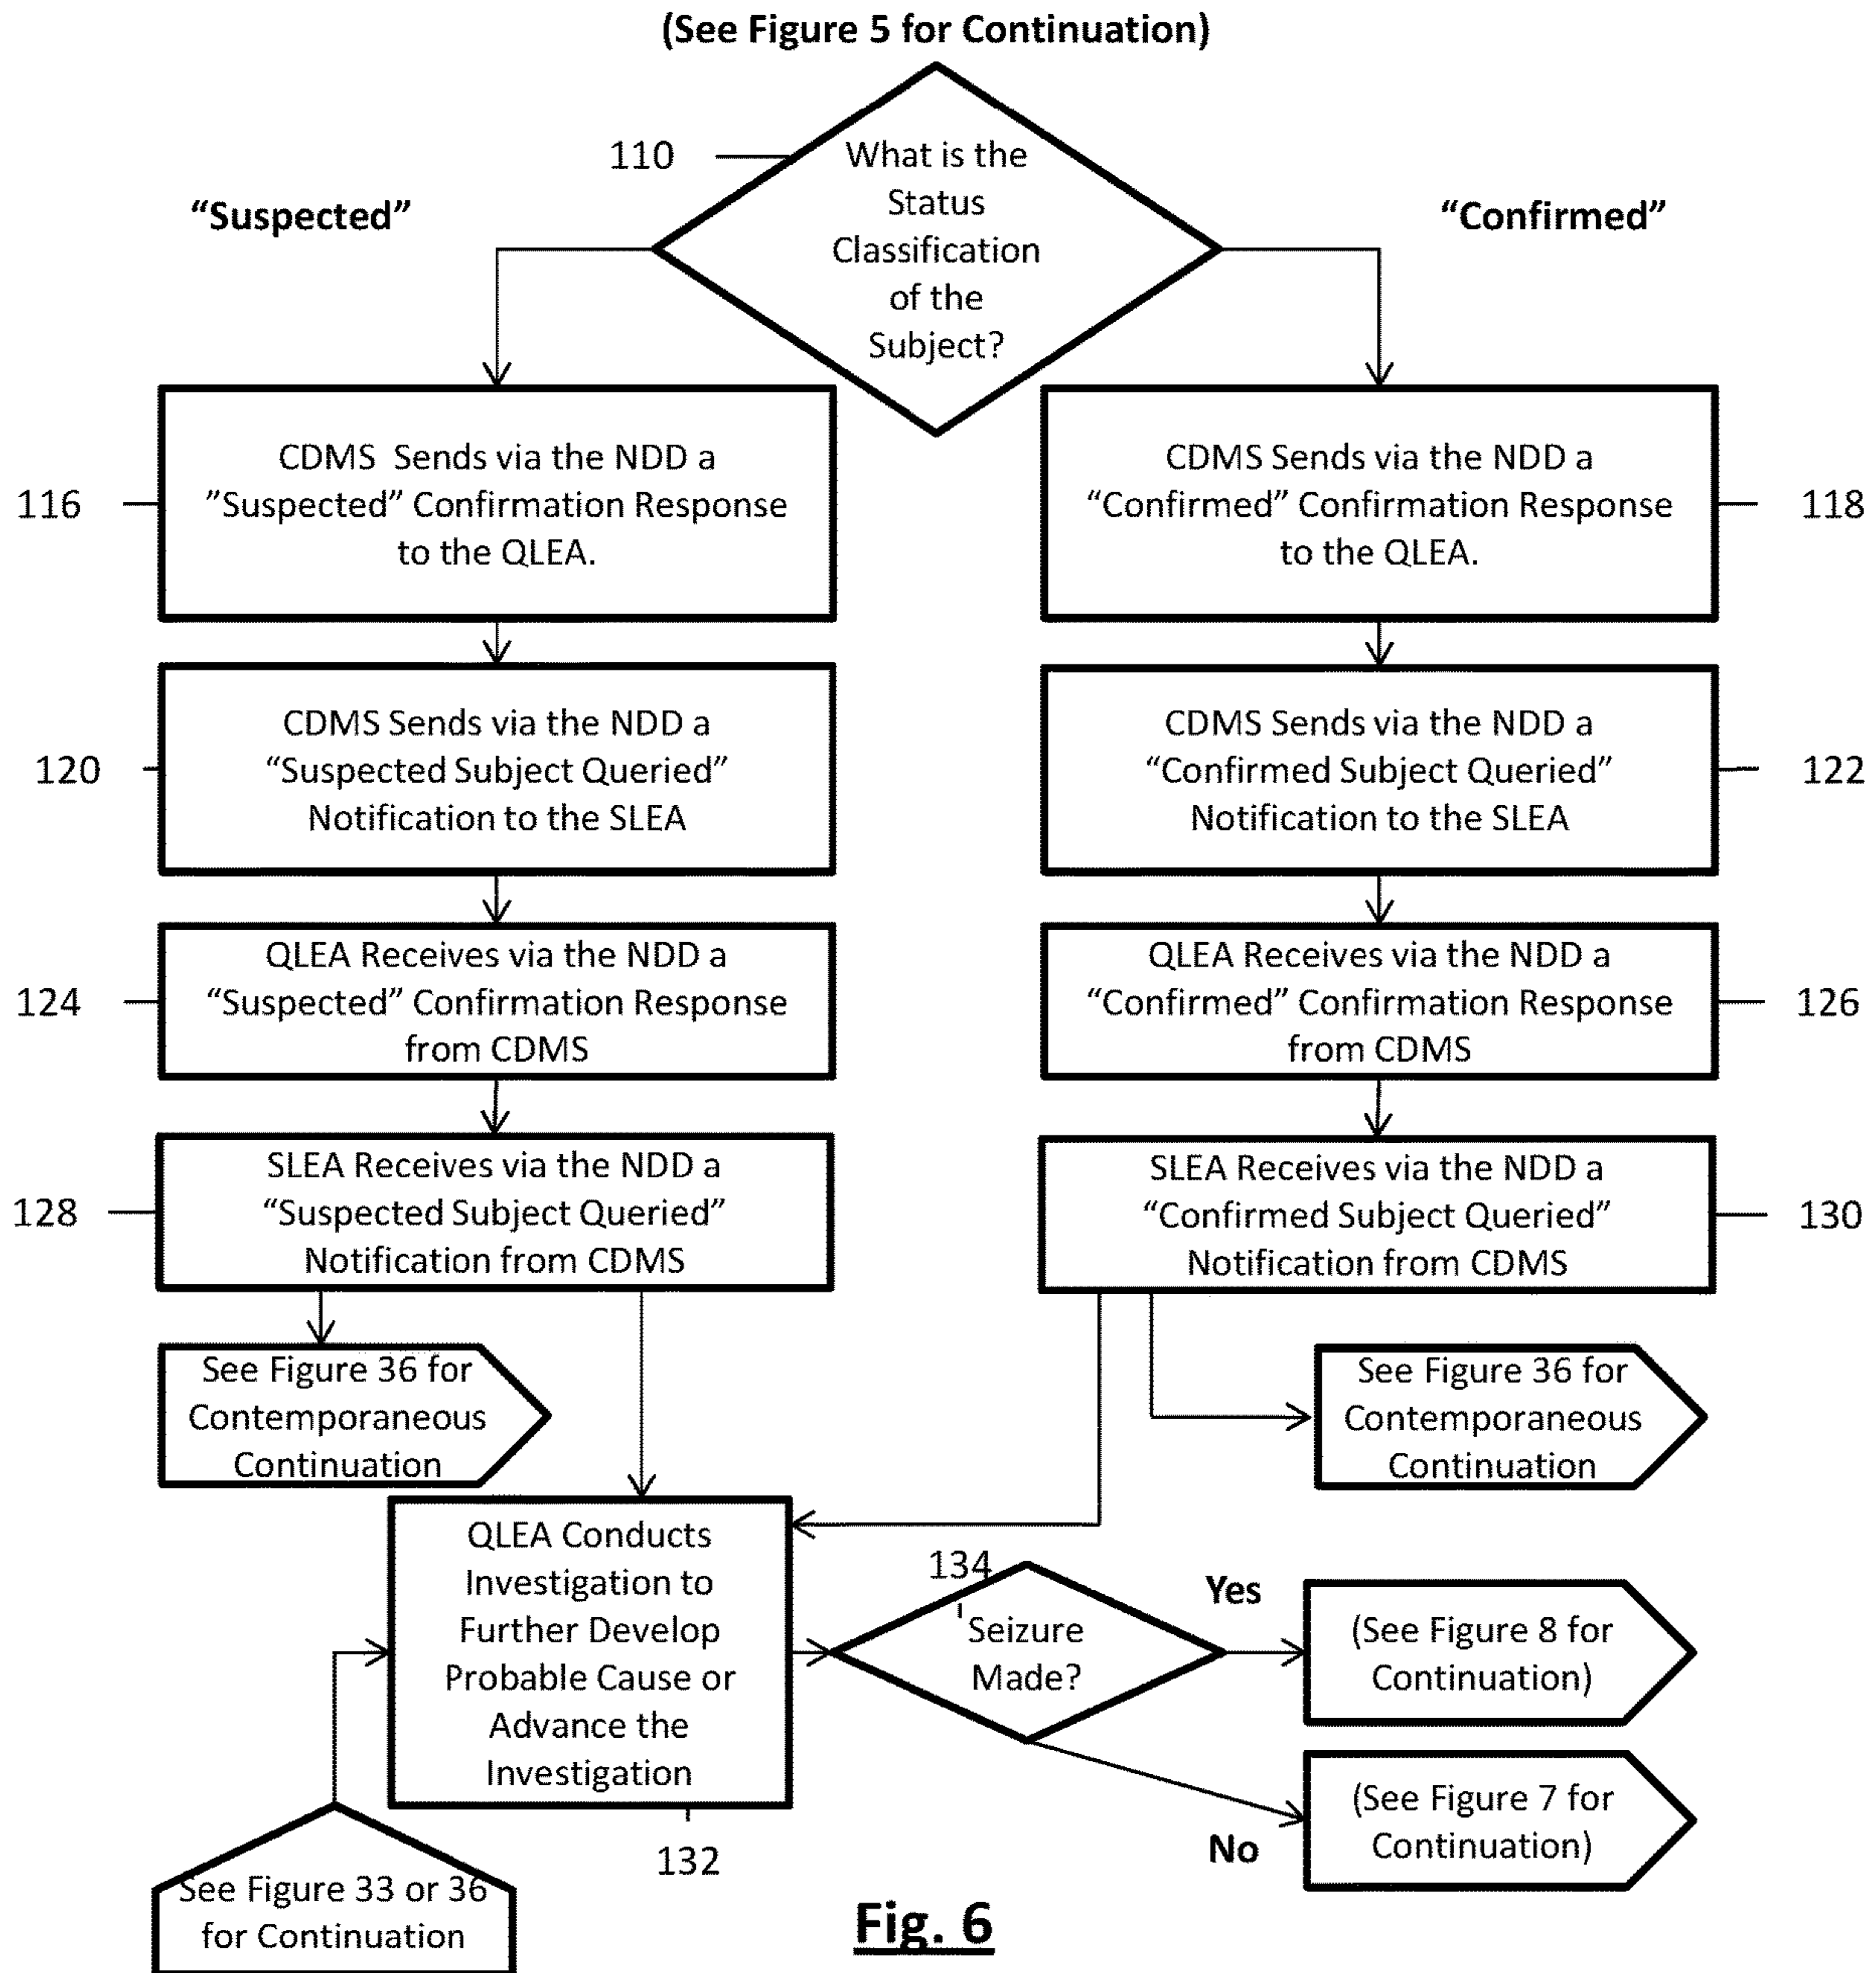 (See Figure 5 for Continuation)
110
What is the
Status
Classification
of the
Subject?
“Suspected”
“Confirmed”
116
CDMS Sends via the NDD a
”Suspected” Confirmation Response
to the QLEA.
CDMS Sends via the NDD a
“Confirmed” Confirmation Response
to the QLEA.
118
120
CDMS Sends via the NDD a
“Suspected Subject Queried”
Notification to the SLEA
CDMS Sends via the NDD a
“Confirmed Subject Queried”
Notification to the SLEA
122
124
QLEA Receives via the NDD a
“Suspected” Confirmation Response
from CDMS
QLEA Receives via the NDD a
“Confirmed” Confirmation Response
from CDMS
126
128
SLEA Receives via the NDD a
“Suspected Subject Queried”
Notification from CDMS
SLEA Receives via the NDD a
“Confirmed Subject Queried”
Notification from CDMS
130
See Figure 36 for
Contemporaneous
Continuation
See Figure 36 for
Contemporaneous
Continuation
QLEA Conducts
Investigation to
Further Develop
Probable Cause or
Advance the
Investigation
132
134
Seizure
Made?
Yes
(See Figure 8 for
Continuation)
No
(See Figure 7 for
Continuation)
See Figure 33 or 36
for Continuation
Fig. 6